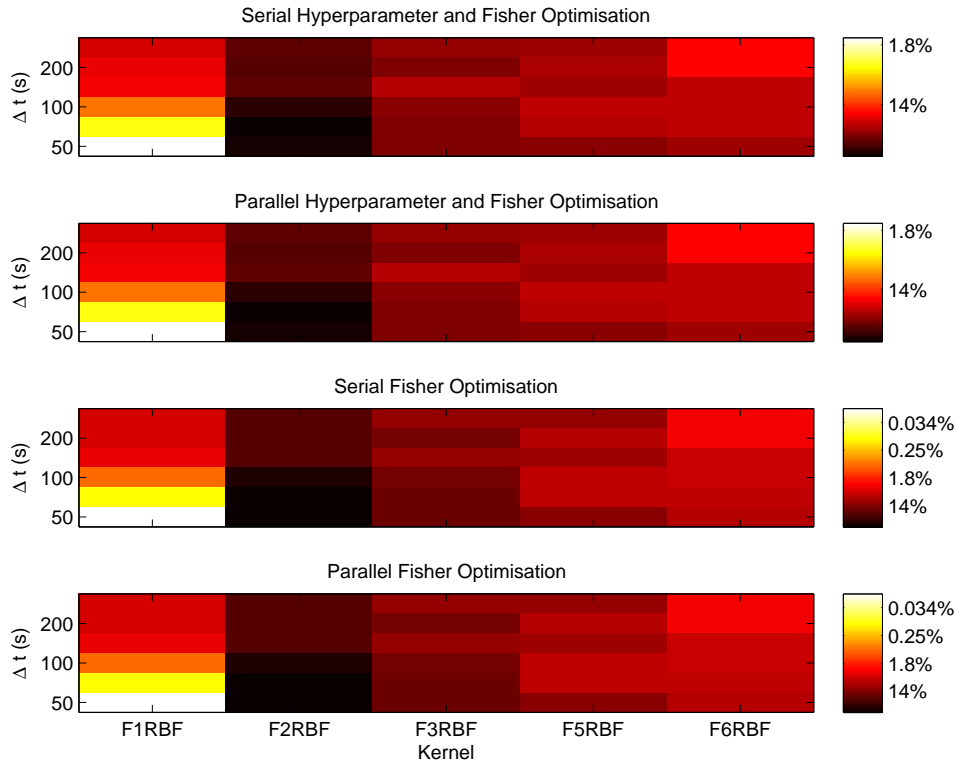 Serial Hyperparameter and Fisher Optimisation
Δ t (s)
200
100
50
1.8%
14%
Parallel Hyperparameter and Fisher Optimisation
Δ t (s)
200
100
50
1.8%
14%
Serial Fisher Optimisation
Δ t (s)
200
100
50
0.034%
0.25%
1.8%
14%
Parallel Fisher Optimisation
Δ t (s)
200
100
50
0.034%
0.25%
1.8%
14%
F1RBF F2RBF F3RBF F5RBF F6RBF
Kernel